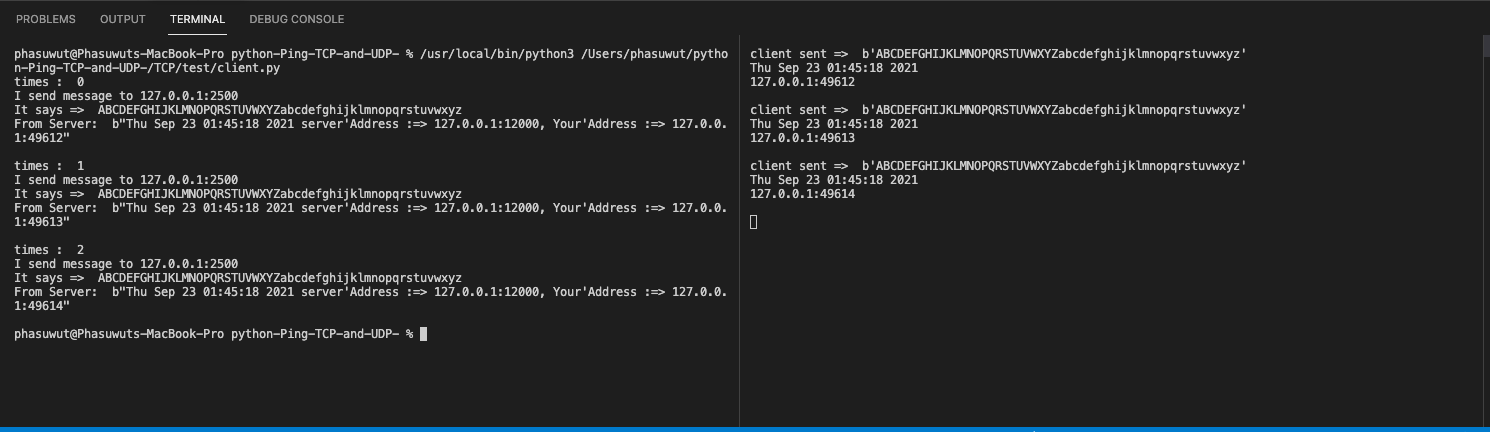 PROBLEMS OUTPUT TERMINAL DEBUG CONSOLE
phasuwut@Phasuwuts-MacBook-Pro python-Ping-TCP-and-UDP- % /usr/local/bin/python3 /Users/phasuwut/pytho
n-Ping-TCP-and-UDP-/TCP/test/client.py
times :  0
I send message to 127.0.0.1:2500
It says =>  ABCDEFGHIJKLMNOPQRSTUVWXYZabcdefghijklmnopqrstuvwxyz
From Server:  b"Thu Sep 23 01:45:18 2021 server'Address :=> 127.0.0.1:12000, Your'Address :=> 127.0.0.
1:49612"
times :  1
I send message to 127.0.0.1:2500
It says =>  ABCDEFGHIJKLMNOPQRSTUVWXYZabcdefghijklmnopqrstuvwxyz
From Server:  b"Thu Sep 23 01:45:18 2021 server'Address :=> 127.0.0.1:12000, Your'Address :=> 127.0.0.
1:49613"
times :  2
I send message to 127.0.0.1:2500
It says =>  ABCDEFGHIJKLMNOPQRSTUVWXYZabcdefghijklmnopqrstuvwxyz
From Server:  b"Thu Sep 23 01:45:18 2021 server'Address :=> 127.0.0.1:12000, Your'Address :=> 127.0.0.
1:49614"
phasuwut@Phasuwuts-MacBook-Pro python-Ping-TCP-and-UDP- %
client sent =>  b'ABCDEFGHIJKLMNOPQRSTUVWXYZabcdefghijklmnopqrstuvwxyz'
Thu Sep 23 01:45:18 2021
127.0.0.1:49612
client sent =>  b'ABCDEFGHIJKLMNOPQRSTUVWXYZabcdefghijklmnopqrstuvwxyz'
Thu Sep 23 01:45:18 2021
127.0.0.1:49613
client sent =>  b'ABCDEFGHIJKLMNOPQRSTUVWXYZabcdefghijklmnopqrstuvwxyz'
Thu Sep 23 01:45:18 2021
127.0.0.1:49614